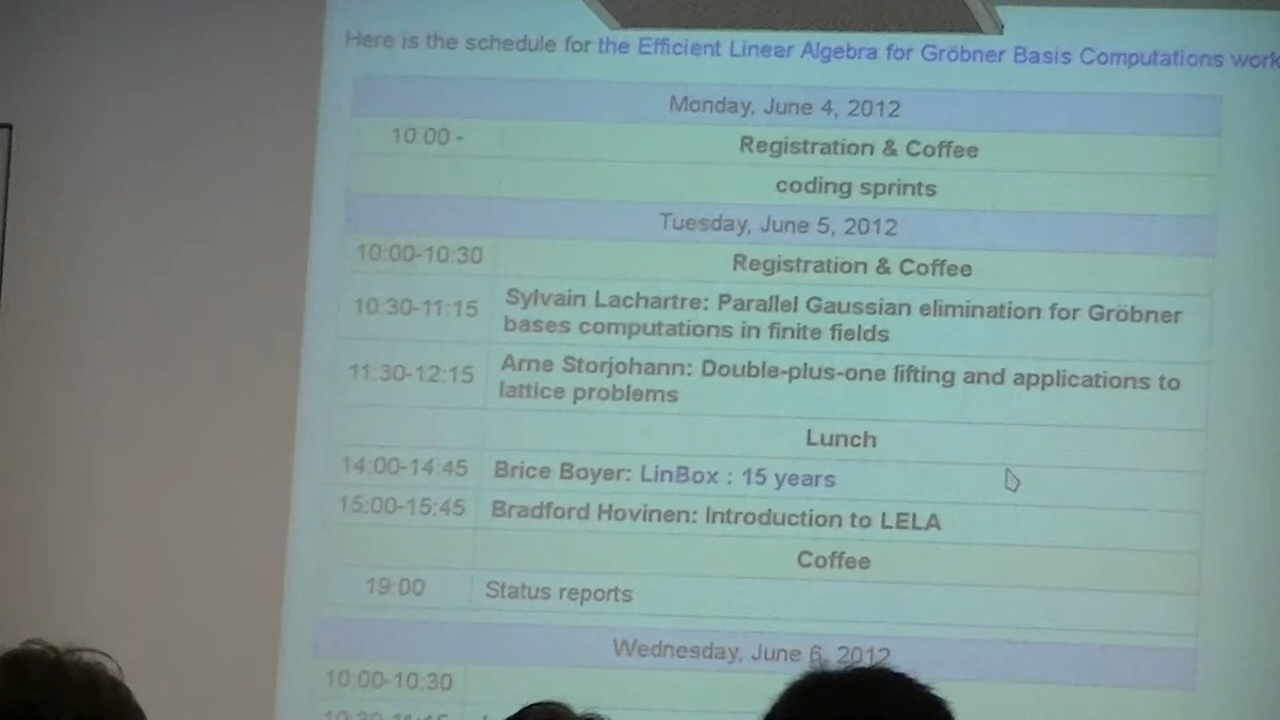 Here is the schedule for the Efficient Linear Algebra for Gröbner Basis Computations work
Monday, June 4, 2012
10:00 - Registration & Coffee
coding sprints
Tuesday, June 5, 2012
10:00-10:30 Registration & Coffee
10:30-11:15 Sylvain Lachartre: Parallel Gaussian elimination for Gröbner
bases computations in finite fields
11:30-12:15 Arne Storjohann: Double-plus-one lifting and applications to
lattice problems
Lunch
14:00-14:45 Brice Boyer: LinBox : 15 years
15:00-15:45 Bradford Hovinen: Introduction to LELA
Coffee
19:00 Status reports
Wednesday, June 6, 2012
10:00-10:30